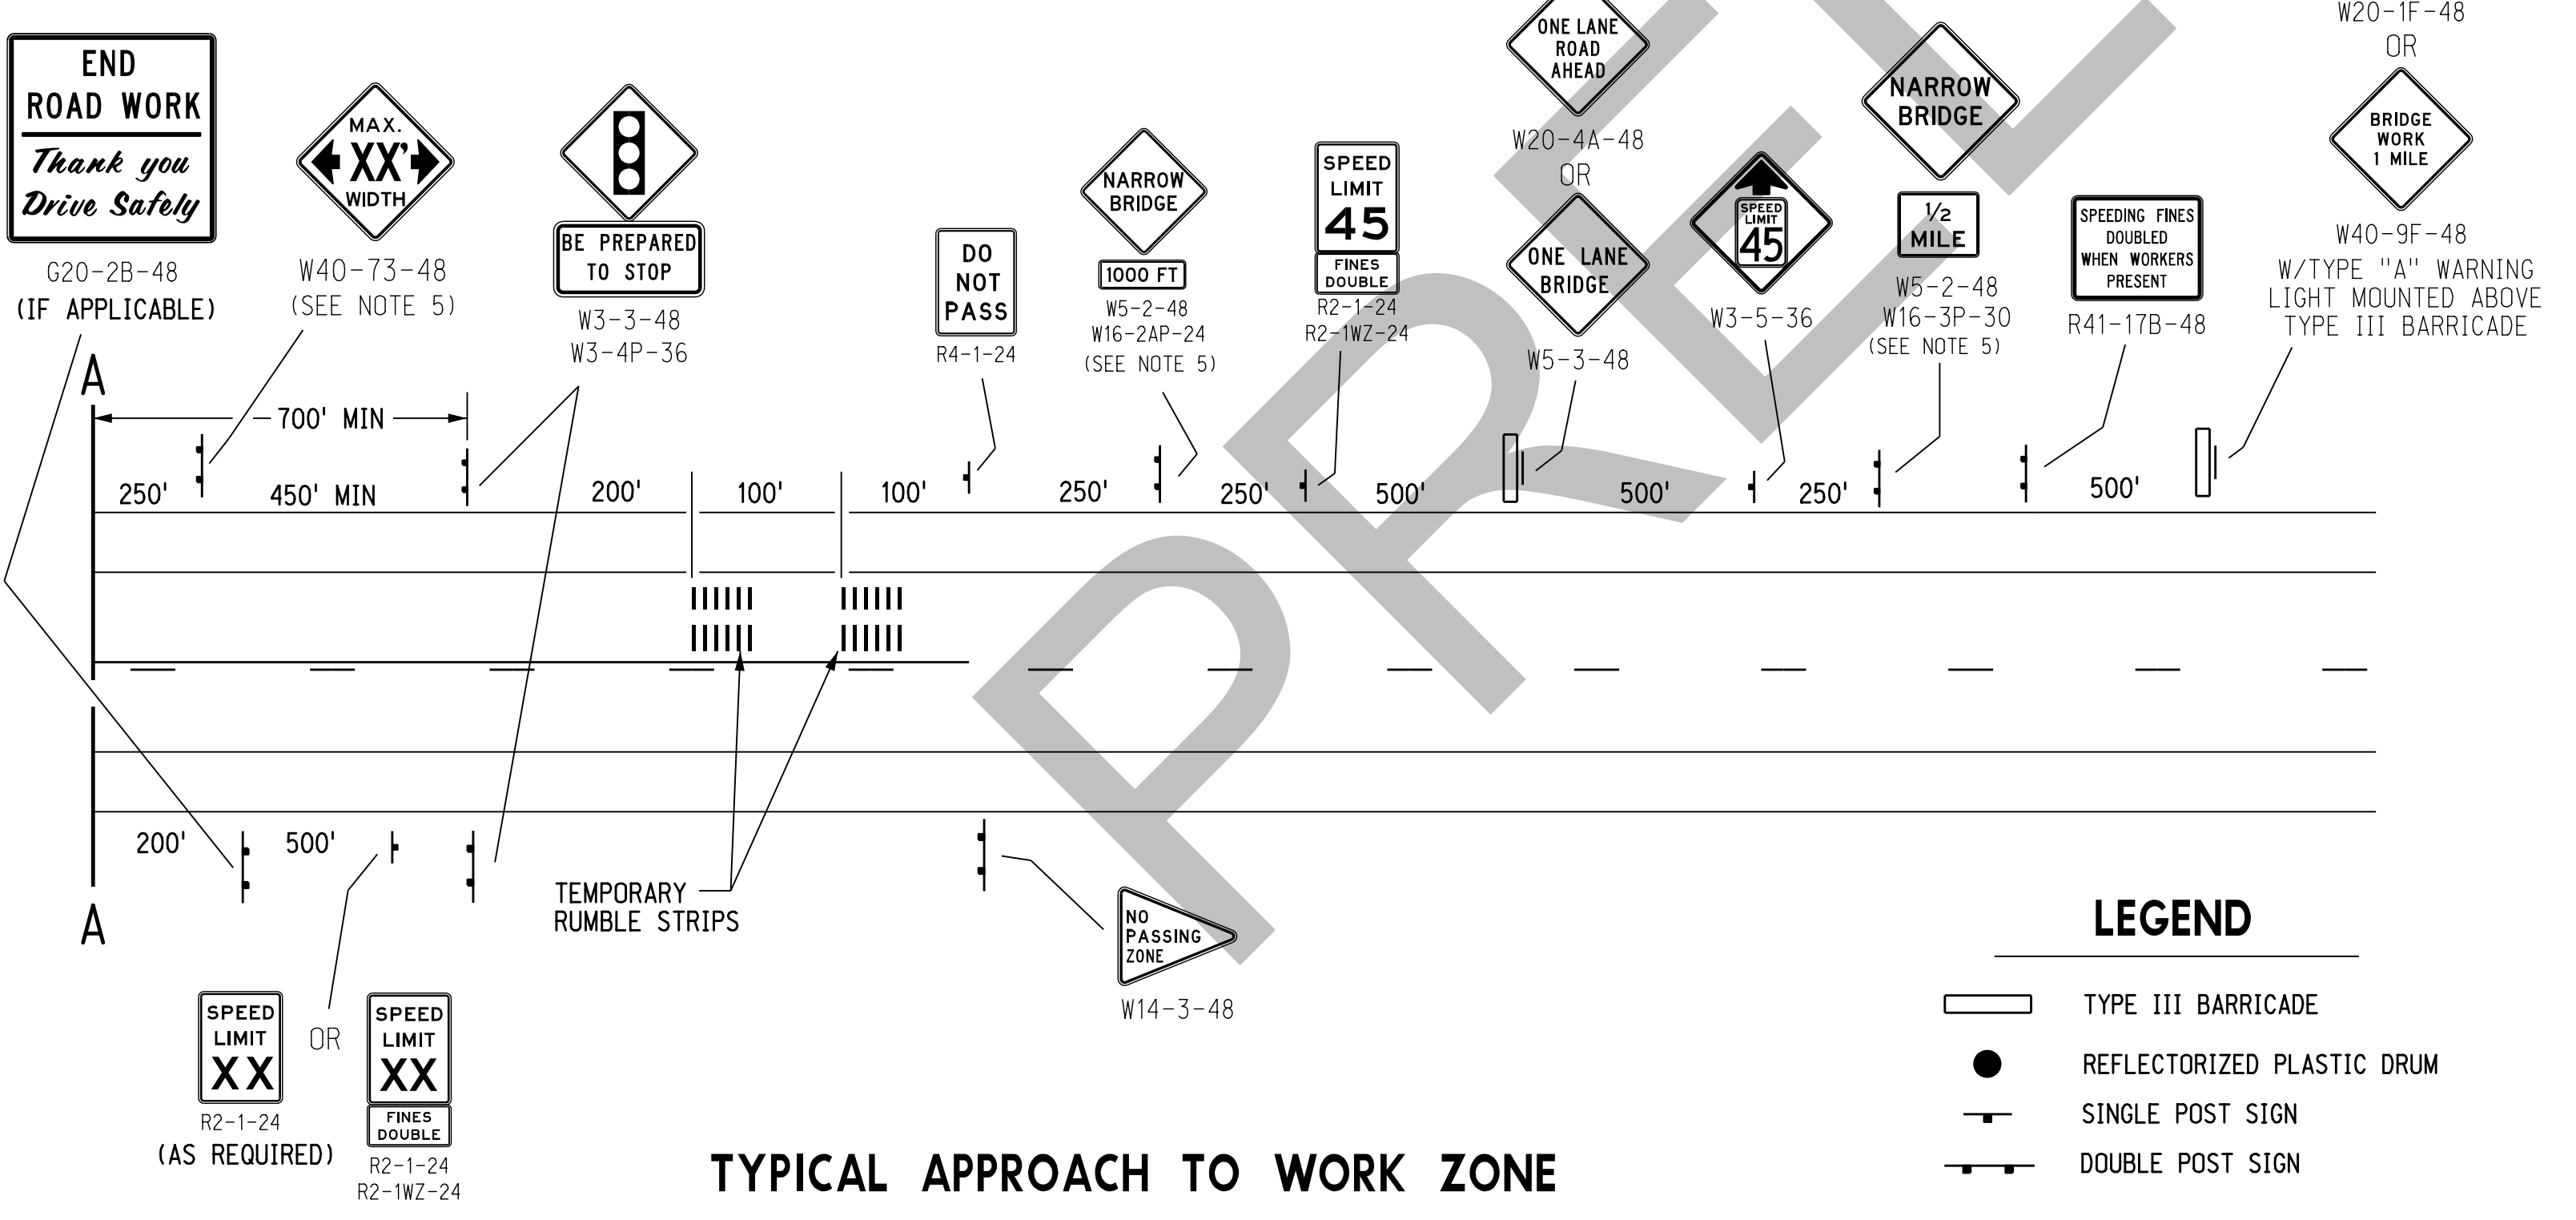 END
ROAD WORK
Thank you
Drive Safely
G20-2B-48
(IF APPLICABLE)
MAX.
XX'
WIDTH
W40-73-48
(SEE NOTE 5)
BE PREPARED
TO STOP
W3-3-48
W3-4P-36
DO
NOT
PASS
R4-1-24
NARROW
BRIDGE
1000 FT
W5-2-48
W16-2AP-24
(SEE NOTE 5)
SPEED
LIMIT
45
FINES
DOUBLE
R2-1-24
R2-1WZ-24
ONE LANE
ROAD
AHEAD
W20-4A-48
OR
ONE LANE
BRIDGE
W5-3-48
SPEED
LIMIT
45
W3-5-36
NARROW
BRIDGE
1/2
MILE
W5-2-48
W16-3P-30
(SEE NOTE 5)
SPEEDING FINES
DOUBLED
WHEN WORKERS
PRESENT
R41-17B-48
W20-1F-48
OR
BRIDGE
WORK
1 MILE
W40-9F-48
W/TYPE "A" WARNING
LIGHT MOUNTED ABOVE
TYPE III BARRICADE
A
700' MIN
250'
450' MIN
200'
100'
100'
250'
250'
500'
500'
250'
500'
200'
500'
A
TEMPORARY
RUMBLE STRIPS
NO
PASSING
ZONE
W14-3-48
SPEED
LIMIT
XX
R2-1-24
(AS REQUIRED)
OR
SPEED
LIMIT
XX
FINES
DOUBLE
R2-1-24
R2-1WZ-24
TYPICAL APPROACH TO WORK ZONE
LEGEND
TYPE III BARRICADE
REFLECTORIZED PLASTIC DRUM
SINGLE POST SIGN
DOUBLE POST SIGN